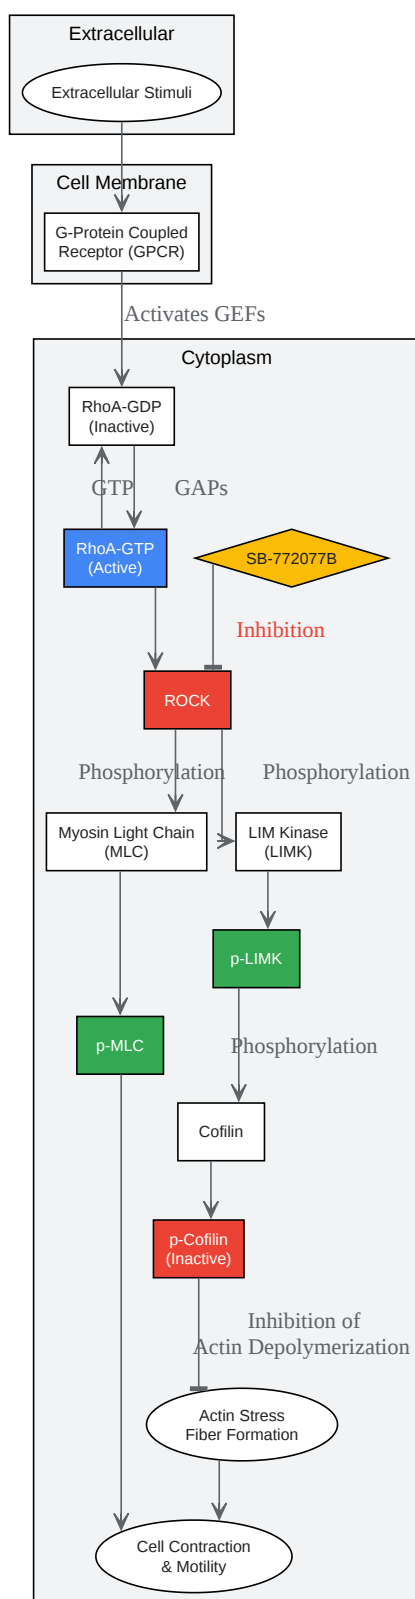 Extracellular
Extracellular Stimuli
Cell Membrane
G-Protein Coupled
Receptor (GPCR)
Activates GEFs
Cytoplasm
RhoA-GDP
(Inactive)
GTP
GAPs
RhoA-GTP
(Active)
SB-772077B
Inhibition
ROCK
Phosphorylation
Phosphorylation
Myosin Light Chain
(MLC)
LIM Kinase
(LIMK)
p-LIMK
p-MLC
Phosphorylation
Cofilin
p-Cofilin
(Inactive)
Inhibition of
Actin Depolymerization
Actin Stress
Fiber Formation
Cell Contraction
& Motility